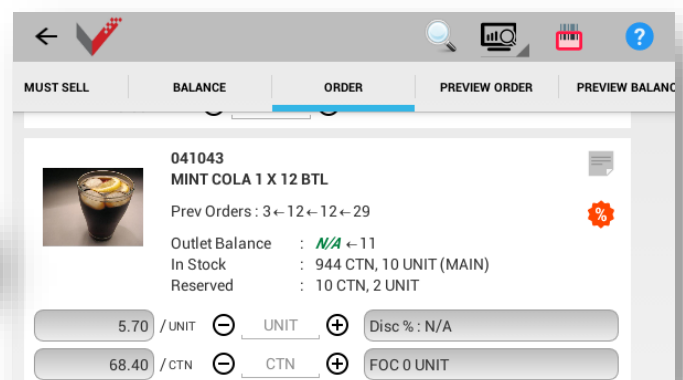 MUST SELL BALANCE ORDER PREVIEW ORDER PREVIEW BALANC
041043
MINT COLA 1 X 12 BTL
Prev Orders : 3←12←12←29
%
Outlet Balance : N/A ←11
In Stock : 944 CTN, 10 UNIT (MAIN)
Reserved : 10 CTN, 2 UNIT
5.70 / UNIT UNIT Disc % : N/A
68.40 / CTN CTN FOC 0 UNIT